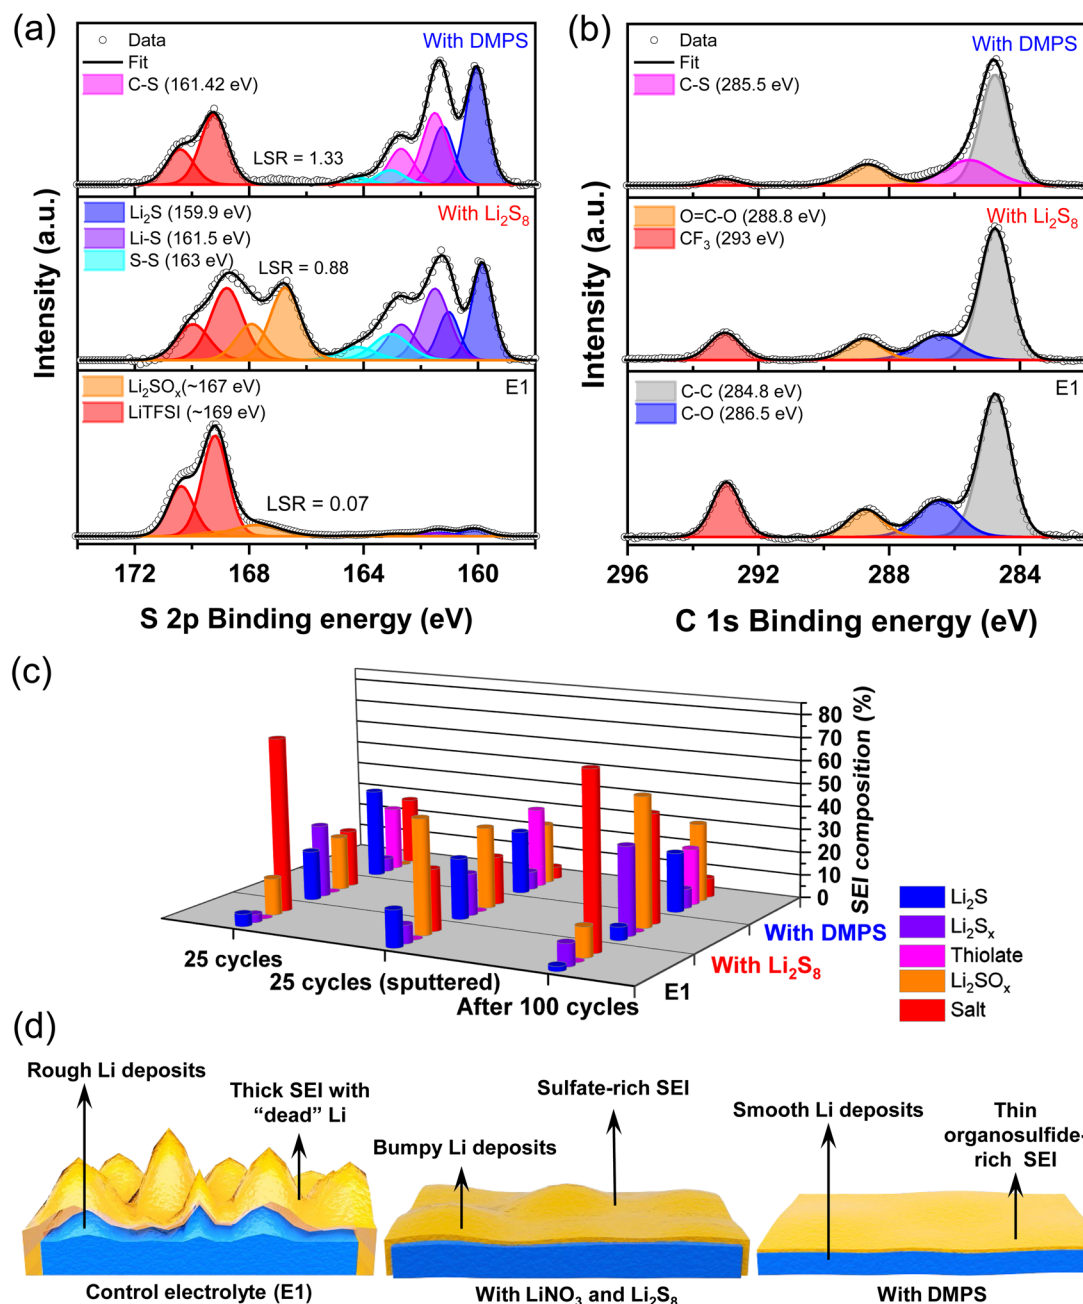 (a)
Data
Fit
C-S (161.42 eV)
With DMPS
LSR = 1.33
Li₂S (159.9 eV)
Li-S (161.5 eV)
S-S (163 eV)
With Li₂S₈
LSR = 0.88
Li₂SOₓ(~167 eV)
LiTFSI (~169 eV)
E1
LSR = 0.07
Intensity (a.u.)
172 168 164 160
S 2p Binding energy (eV)
(b)
Data
Fit
C-S (285.5 eV)
With DMPS
O=C-O (288.8 eV)
CF₃ (293 eV)
With Li₂S₈
C-C (284.8 eV)
C-O (286.5 eV)
E1
Intensity (a.u.)
296 292 288 284
C 1s Binding energy (eV)
(c)
80
70
60
50
40
30
20
10
0
SEI composition (%)
25 cycles
25 cycles (sputtered)
After 100 cycles
E1
With Li₂S₈
With DMPS
Li₂S
Li₂Sₓ
Thiolate
Li₂SOₓ
Salt
(d)
Rough Li deposits
Thick SEI with
“dead” Li
Control electrolyte (E1)
Sulfate-rich SEI
Bumpy Li deposits
With LiNO₃ and Li₂S₈
Smooth Li deposits
Thin
organosulfide-
rich SEI
With DMPS